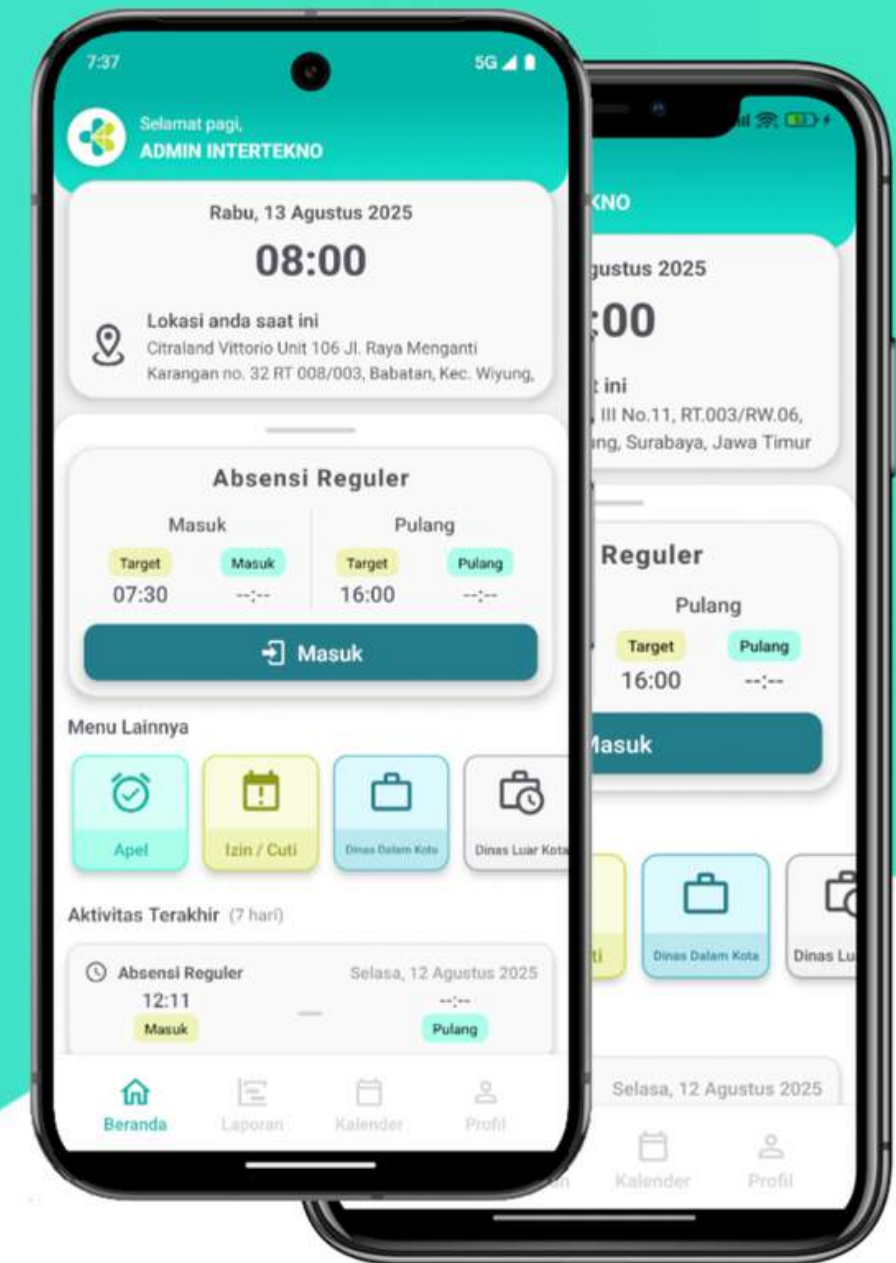 7:37
5G
Selamat pagi,
ADMIN INTERTEKNO
Rabu, 13 Agustus 2025
08:00
Lokasi anda saat ini
Citraland Vittorio Unit 106 Jl. Raya Menganti
Karangan no. 32 RT 008/003, Babatan, Kec. Wiyung,
Absensi Reguler
Masuk
Pulang
Target
Masuk
Target
Pulang
07:30
--:--
16:00
--:--
Masuk
Menu Lainnya
Apel
Izin / Cuti
Dinas Dalam Kota
Dinas Luar Kota
Aktivitas Terakhir (7 hari)
Absensi Reguler
Selasa, 12 Agustus 2025
12:11
--:--
Masuk
Pulang
Beranda
Laporan
Kalender
Profil
KNO
gustus 2025
:00
t ini
III No.11, RT.003/RW.06,
ung, Surabaya, Jawa Timur
Reguler
Pulang
Target
Pulang
16:00
--:--
Masuk
ti
Dinas Dalam Kota
Dinas Lu
Selasa, 12 Agustus 2025
Kalender
Profil